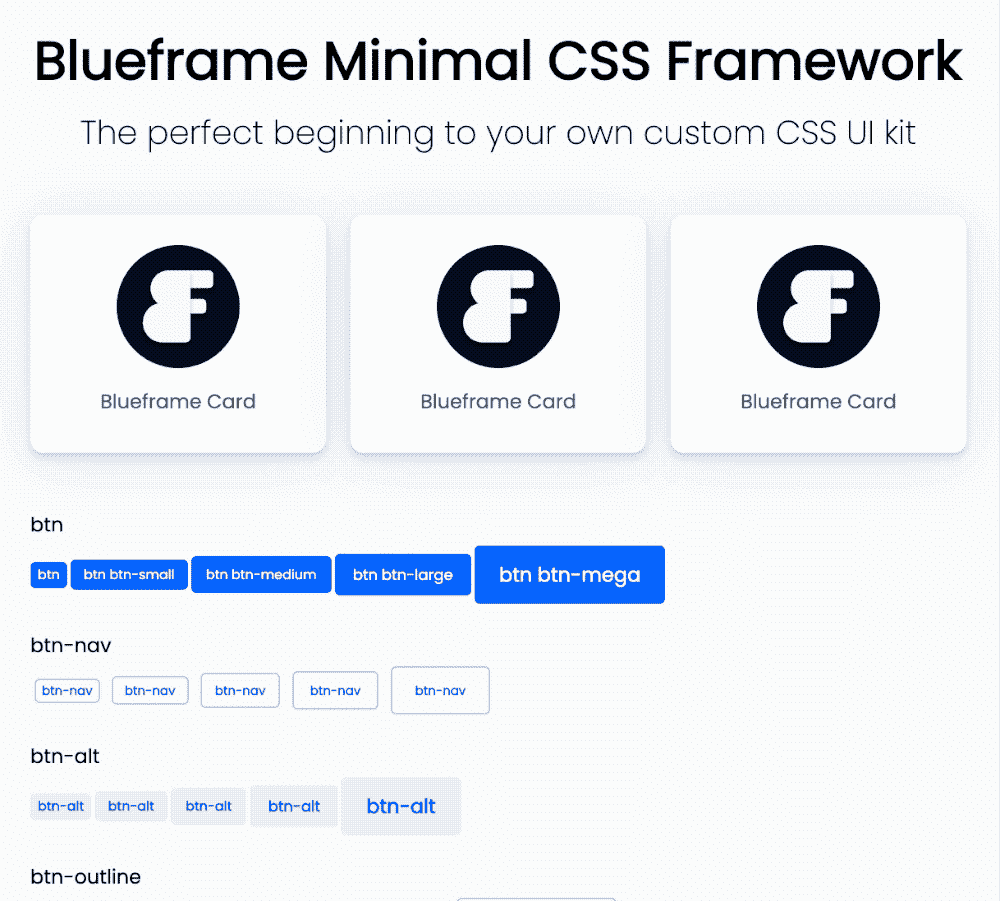 Blueframe Minimal CSS Framework
The perfect beginning to your own custom CSS UI kit
BF BF BF
Blueframe Card Blueframe Card Blueframe Card
btn
btn btn btn-small btn btn-medium btn btn-large btn btn-mega
btn-nav
btn-nav btn-nav btn-nav btn-nav btn-nav
btn-alt
btn-alt btn-alt btn-alt btn-alt btn-alt
btn-outline